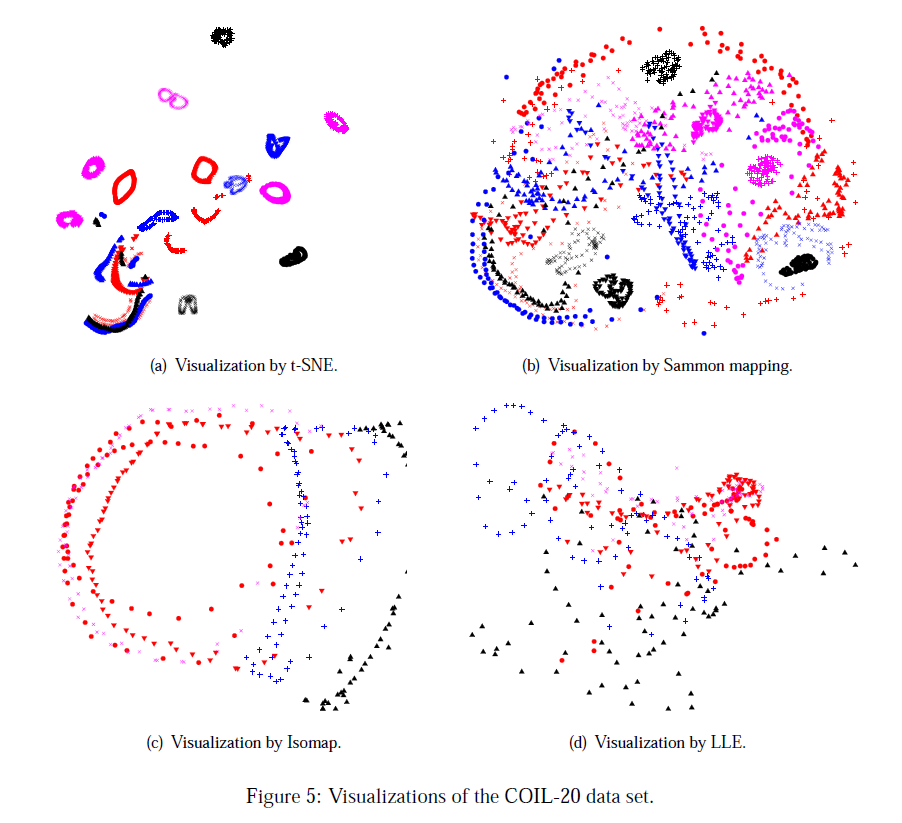 (a) Visualization by t-SNE.
(b) Visualization by Sammon mapping.
(c) Visualization by Isomap.
(d) Visualization by LLE.
Figure 5: Visualizations of the COIL-20 data set.